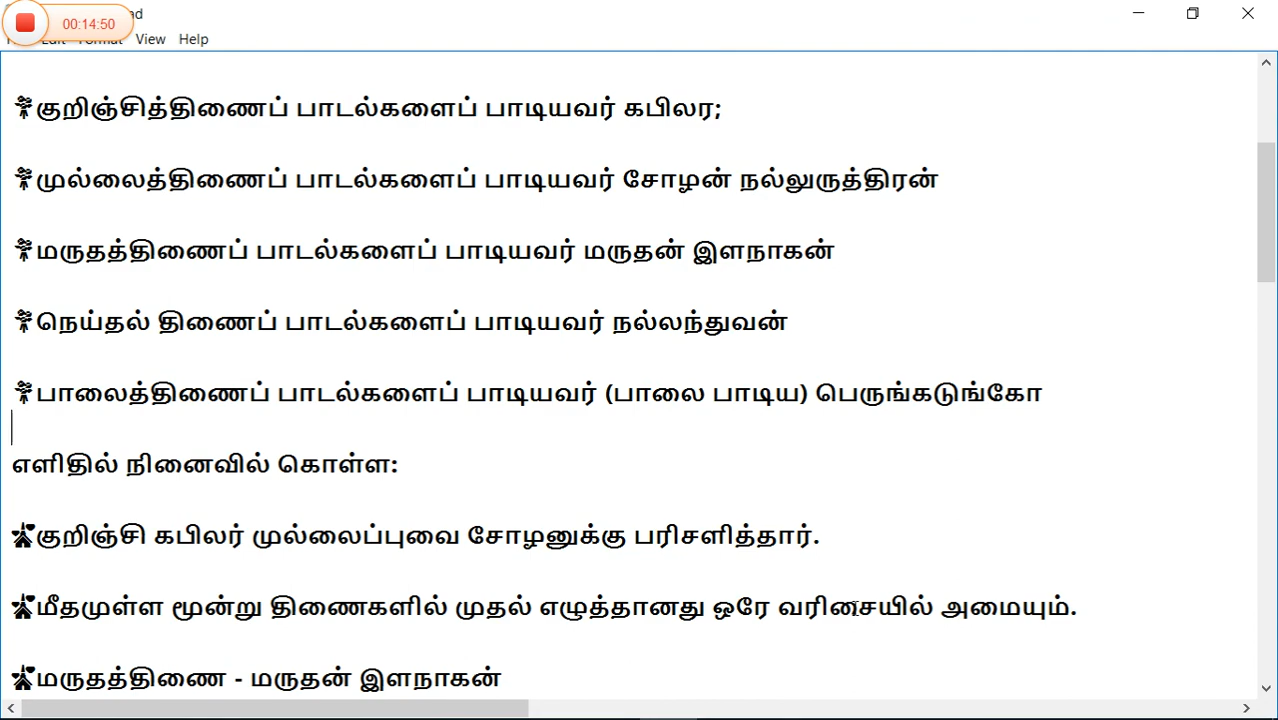 00:14:50
View Help
குறிஞ்சித்திணைப் பாடல்களைப் பாடியவர் கபிலர;
முல்லைத்திணைப் பாடல்களைப் பாடியவர் சோழன் நல்லுருத்திரன்
மருதத்திணைப் பாடல்களைப் பாடியவர் மருதன் இளநாகன்
நெய்தல் திணைப் பாடல்களைப் பாடியவர் நல்லந்துவன்
பாலைத்திணைப் பாடல்களைப் பாடியவர் (பாலை பாடிய) பெருங்கடுங்கோ
எளிதில் நினைவில் கொள்ள:
குறிஞ்சி கபிலர் முல்லைப்புவை சோழனுக்கு பரிசளித்தார்.
மீதமுள்ள மூன்று திணைகளில் முதல் எழுத்தானது ஒரே வரிசையில் அமையும்.
மருதத்திணை - மருதன் இளநாகன்